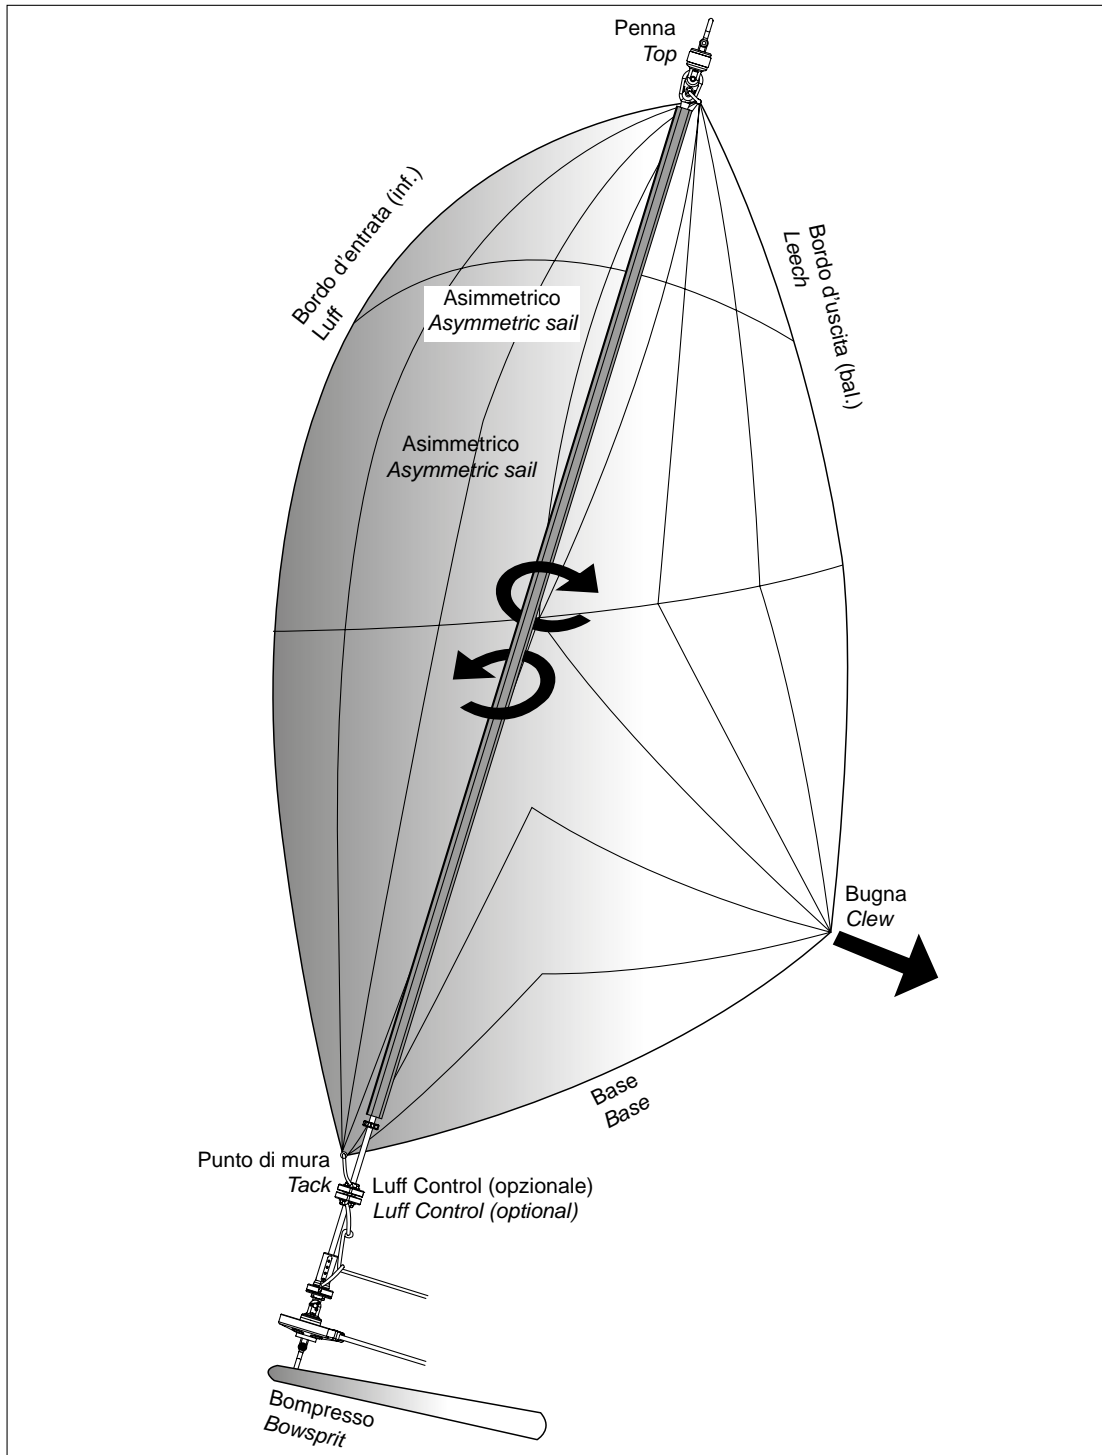 Penna
Top
Bordo d'entrata (inf.)
Luff
Bordo d'uscita (bal.)
Leech
Asimmetrico
Asymmetric sail
Asimmetrico
Asymmetric sail
Bugna
Clew
Base
Base
Punto di mura
Tack
Luff Control (opzionale)
Luff Control (optional)
Bompresso
Bowsprit